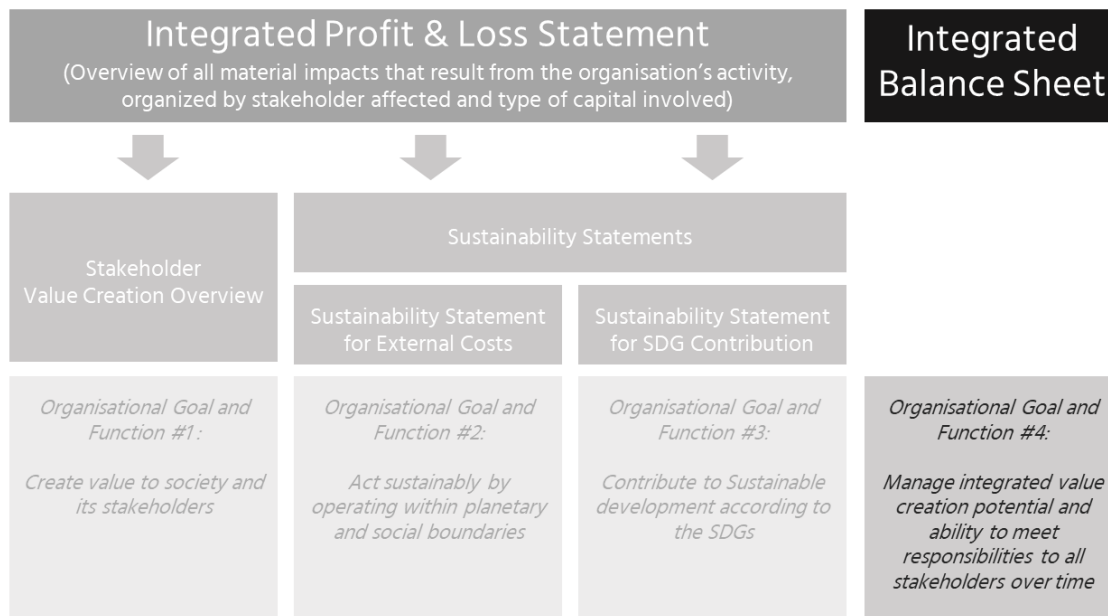 Integrated Profit & Loss Statement
(Overview of all material impacts that result from the organisation's activity,
organized by stakeholder affected and type of capital involved)
Integrated
Balance Sheet
Stakeholder
Value Creation Overview
Sustainability Statements
Sustainability Statement
for External Costs
Sustainability Statement
for SDG Contribution
Organisational Goal and
Function #1:
Create value to society and
its stakeholders
Organisational Goal and
Function #2:
Act sustainably by
operating within planetary
and social boundaries
Organisational Goal and
Function #3:
Contribute to Sustainable
development according to
the SDGs
Organisational Goal and
Function #4:
Manage integrated value
creation potential and
ability to meet
responsibilities to all
stakeholders over time